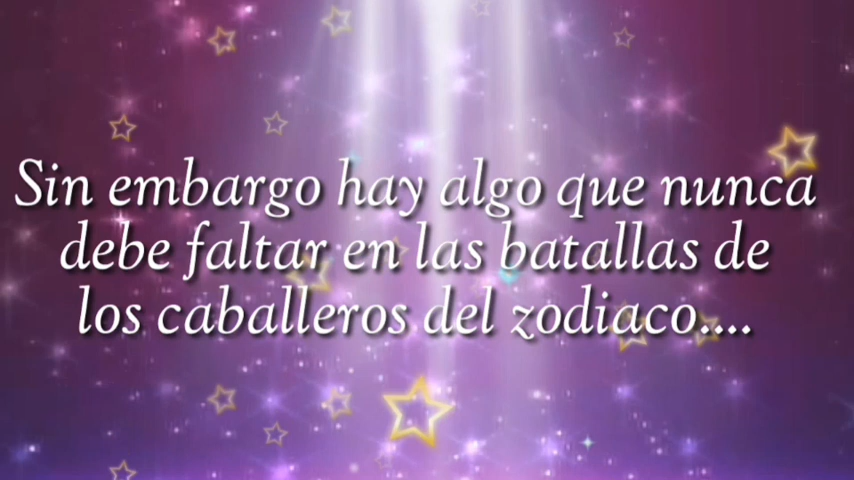 Sin embargo hay algo que nunca
debe faltar en las batallas de
los caballeros del zodiaco....